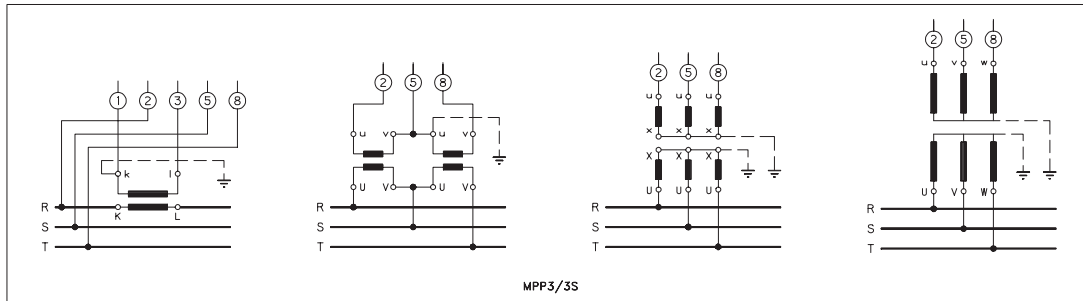 1 2 3 5 8
k l
K L
R
S
T
2 5 8
u v u v
U V U V
R
S
T
2 5 8
u u u
x x x
X X X
U U U
R
S
T
2 5 8
u v w
U V W
R
S
T
MPP3/3S